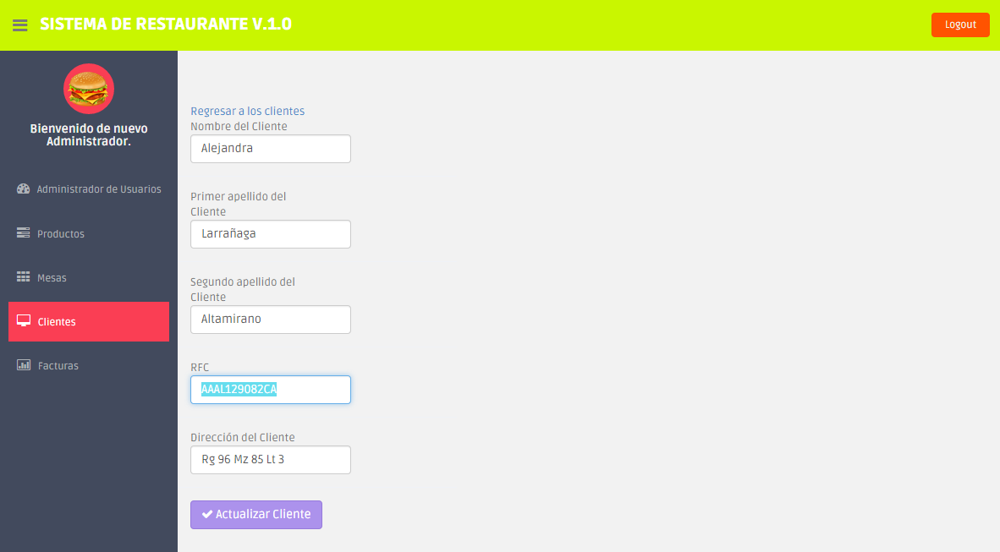 SISTEMA DE RESTAURANTE V.1.0
Logout
Bienvenido de nuevo
Administrador.
Administrador de Usuarios
Productos
Mesas
Clientes
Facturas
Regresar a los clientes
Nombre del Cliente
Alejandra
Primer apellido del
Cliente
Larrañaga
Segundo apellido del
Cliente
Altamirano
RFC
AAAL129082CA
Dirección del Cliente
Rg 96 Mz 85 Lt 3
Actualizar Cliente